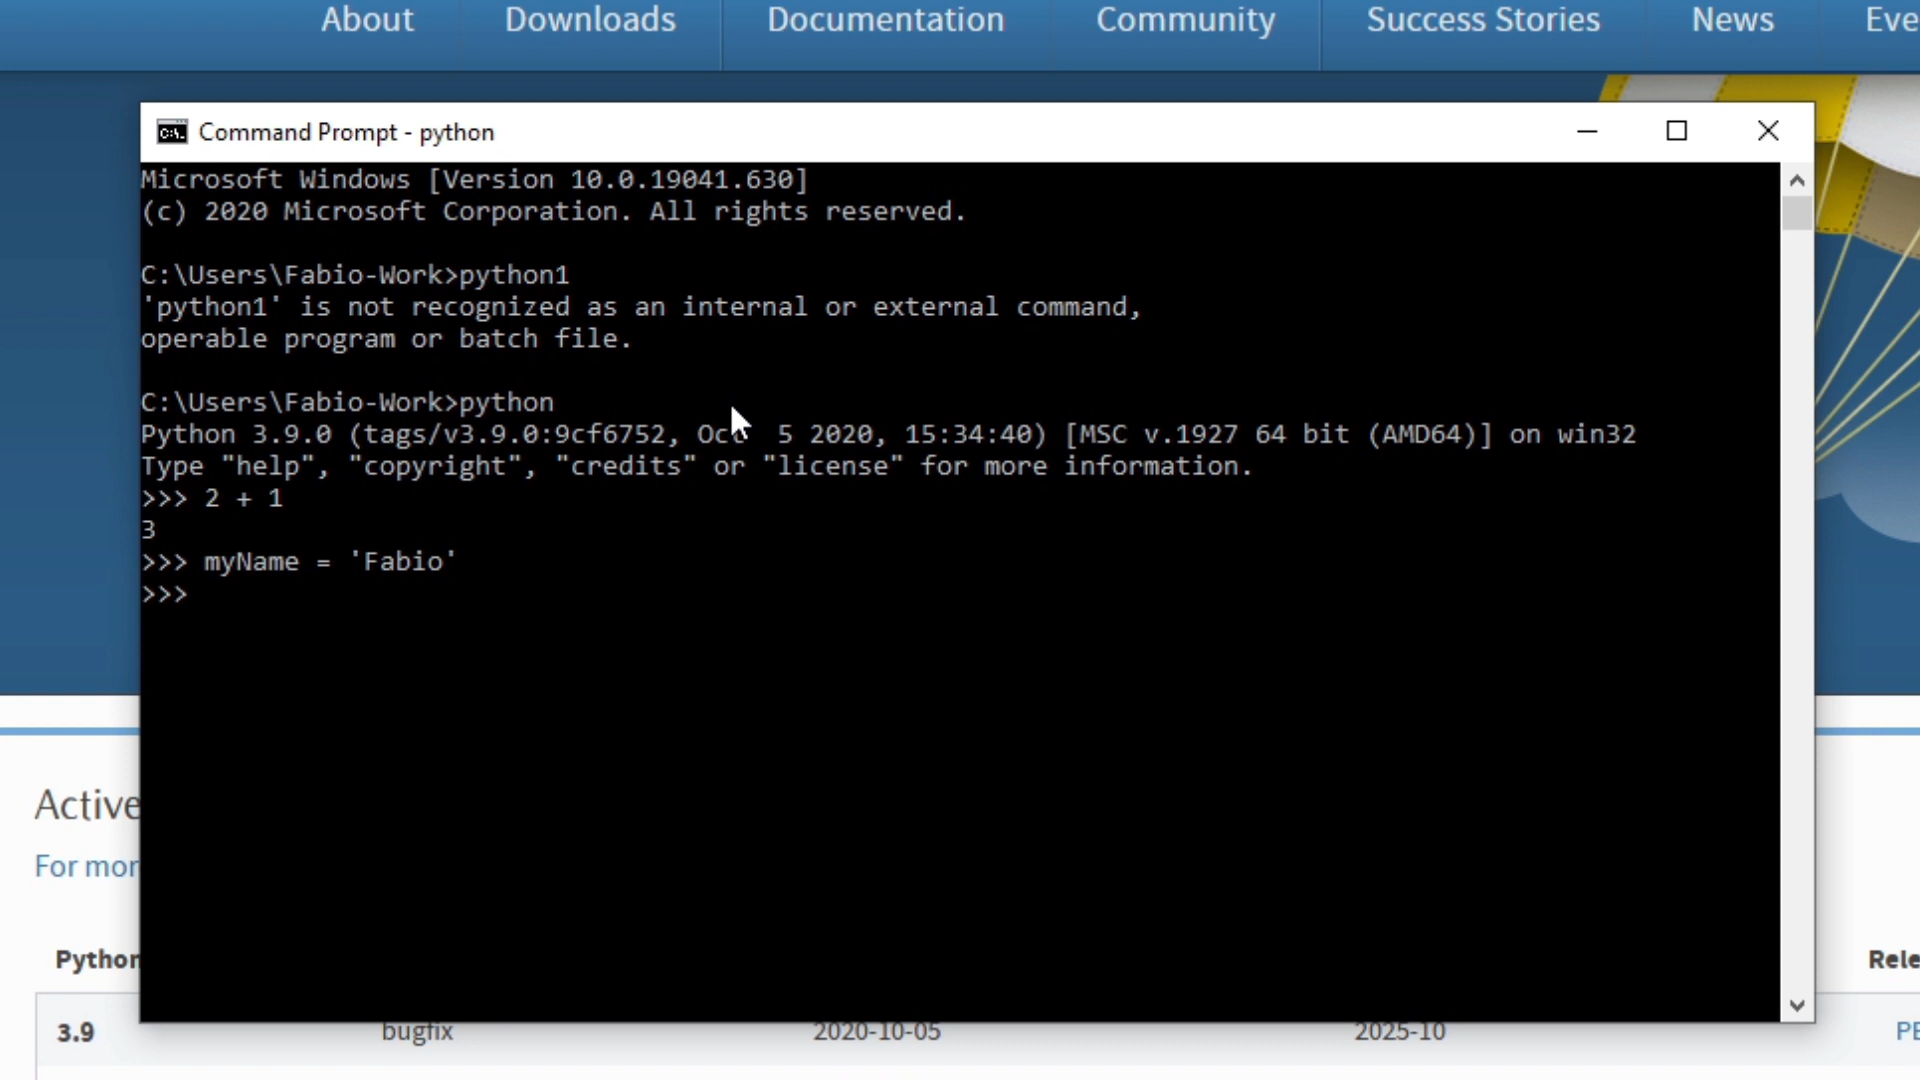 About Downloads Documentation Community Success Stories News Eve
Command Prompt - python
Microsoft Windows [Version 10.0.19041.630]
(c) 2020 Microsoft Corporation. All rights reserved.
C:\Users\Fabio-Work>python1
'python1' is not recognized as an internal or external command,
operable program or batch file.
C:\Users\Fabio-Work>python
Python 3.9.0 (tags/v3.9.0:9cf6752, Oct  5 2020, 15:34:40) [MSC v.1927 64 bit (AMD64)] on win32
Type "help", "copyright", "credits" or "license" for more information.
>>> 2 + 1
3
>>> myName = 'Fabio'
>>>
Active
For mor
Python Rele
3.9 bugfix 2020-10-05 2025-10 PE